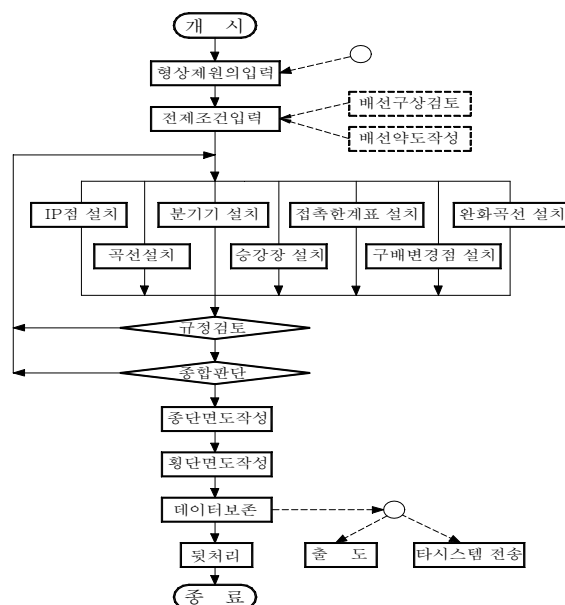 개 시
형상제원의입력
전제조건입력
배선구상검토
배선약도작성
IP점 설치
분기기 설치
접촉한계표 설치
완화곡선 설치
곡선설치
승강장 설치
구배변경점 설치
규정검토
종합판단
종단면도작성
횡단면도작성
데이터보존
뒷처리
출 도
타시스템 전송
종 료